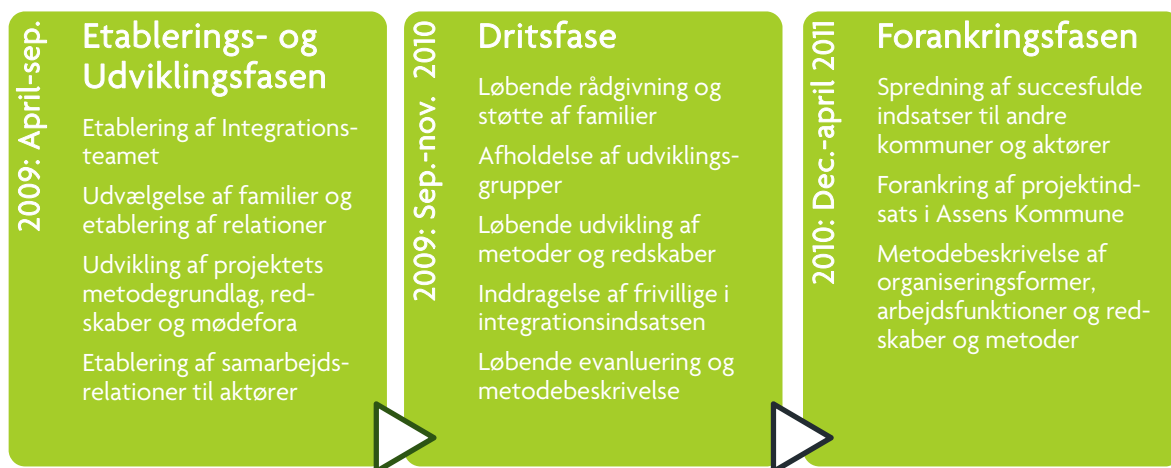 2009: April-sep.
Etablerings- og
Udviklingsfasen
Etablering af Integrations-
teamet
Udvælgelse af familier og
etablering af relationer
Udvikling af projektets
metodegrundlag, red-
skaber og mødefora
Etablering af samarbejds-
relationer til aktører
2009: Sep.-nov. 2010
Dritsfase
Løbende rådgivning og
støtte af familier
Afholdelse af udviklings-
grupper
Løbende udvikling af
metoder og redskaber
Inddragelse af frivillige i
integrationsindsatsen
Løbende evanluering og
metodebeskrivelse
2010: Dec.-april 2011
Forankringsfasen
Spredning af succesfulde
indsatser til andre
kommuner og aktører
Forankring af projektind-
sats i Assens Kommune
Metodebeskrivelse af
organiseringsformer,
arbejdsfunktioner og red-
skaber og metoder